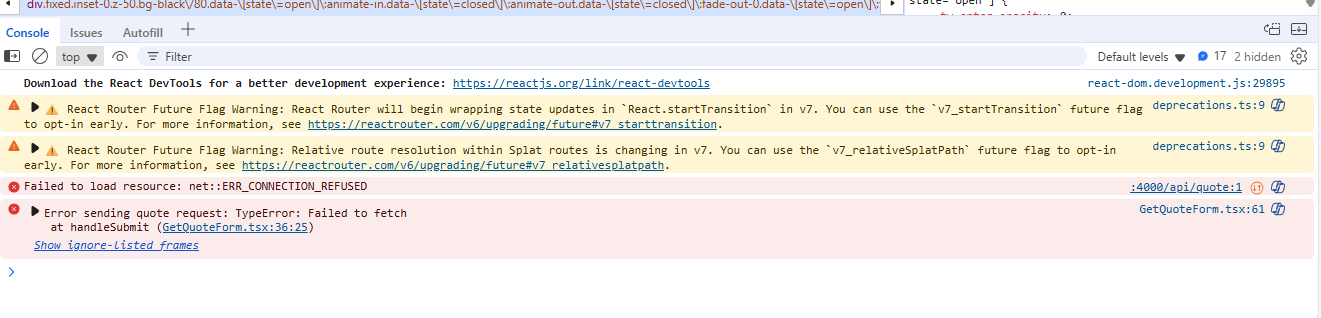 div.fixed.inset-0.z-50.bg-black\/80.data-\[state\=open\]\:animate-in.data-\[state\=closed\]\:animate-out.data-\[state\=closed\]\:fade-out-0.data-\[state\=open\]\:
state="open"] {
Console Issues Autofill
top Filter Default levels 17 2 hidden
Download the React DevTools for a better development experience: https://reactjs.org/link/react-devtools react-dom.development.js:29895
React Router Future Flag Warning: React Router will begin wrapping state updates in `React.startTransition` in v7. You can use the `v7_startTransition` future flag deprecations.ts:9
to opt-in early. For more information, see https://reactrouter.com/v6/upgrading/future#v7_starttransition.
React Router Future Flag Warning: Relative route resolution within Splat routes is changing in v7. You can use the `v7_relativeSplatPath` future flag to opt-in deprecations.ts:9
early. For more information, see https://reactrouter.com/v6/upgrading/future#v7_relativesplatpath.
Failed to load resource: net::ERR_CONNECTION_REFUSED :4000/api/quote:1
Error sending quote request: TypeError: Failed to fetch GetQuoteForm.tsx:61
at handleSubmit (GetQuoteForm.tsx:36:25)
Show ignore-listed frames